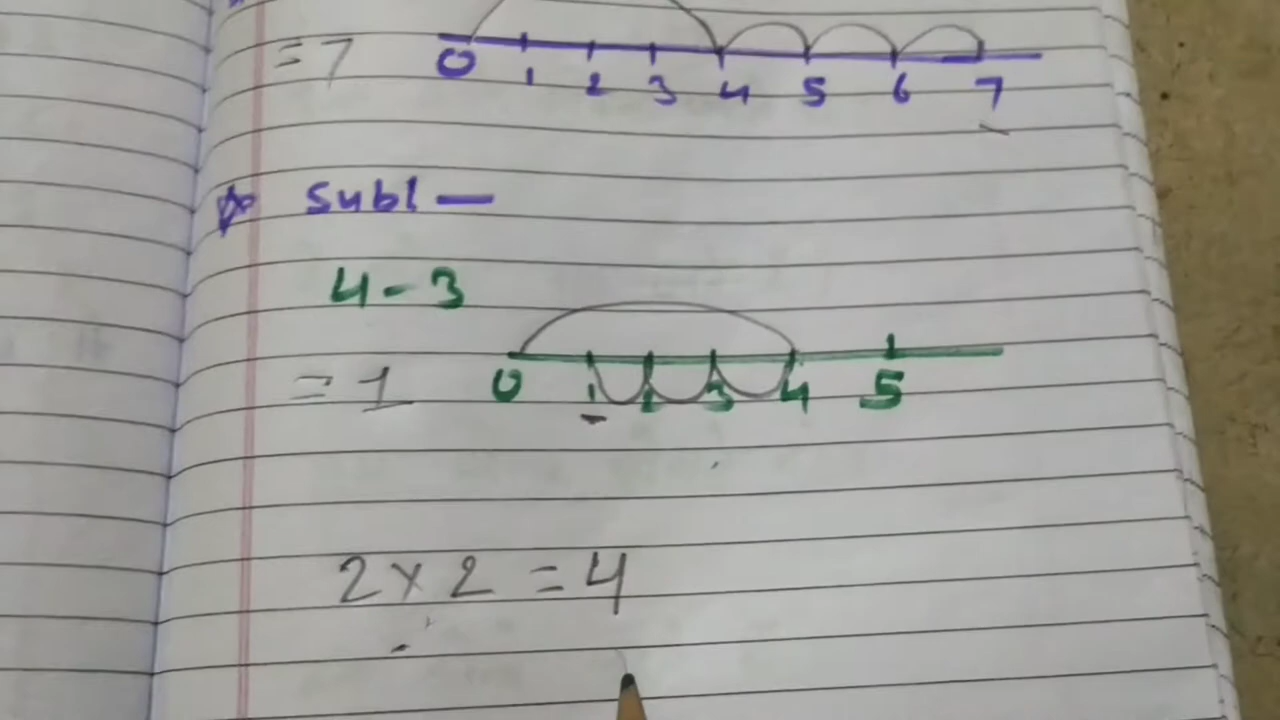 = 7
0 1 2 3 4 5 6 7
Subl —
4 - 3
= 1
0 1 2 3 4 5
2 x 2 = 4